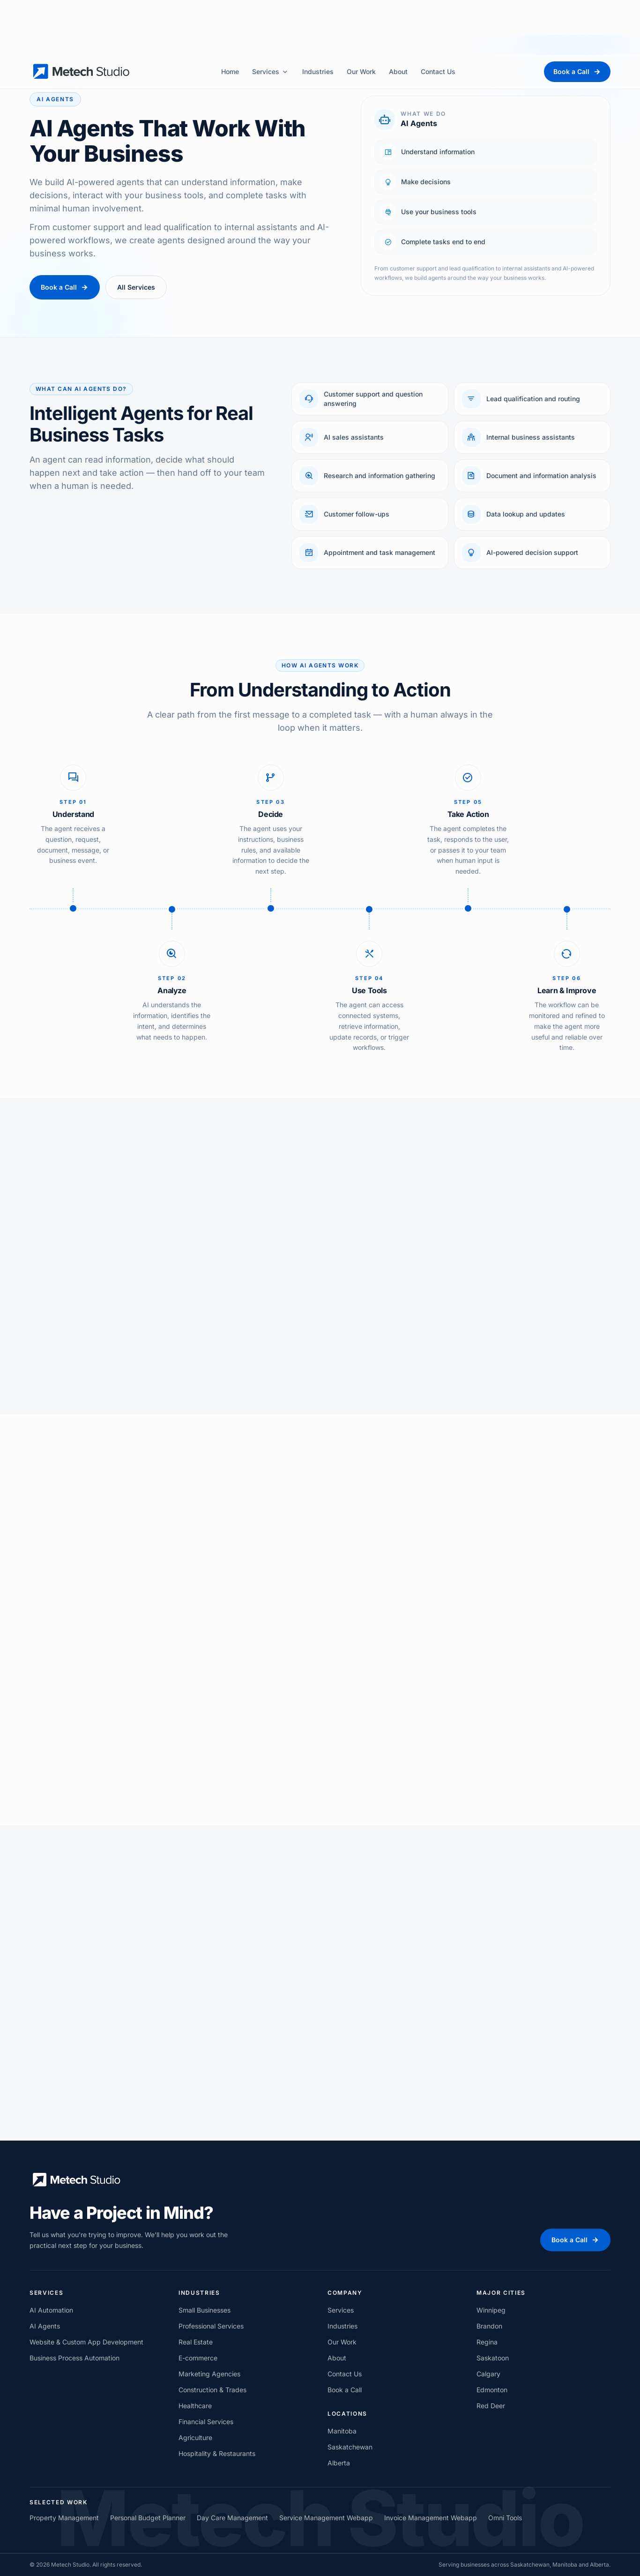 Metech Studio
Home Services Industries Our Work About Contact Us
Book a Call
AI AGENTS
AI Agents That Work With
Your Business
We build AI-powered agents that can understand information, make
decisions, interact with your business tools, and complete tasks with
minimal human involvement.
From customer support and lead qualification to internal assistants and AI-
powered workflows, we create agents designed around the way your
business works.
Book a Call
All Services
WHAT WE DO
AI Agents
Understand information
Make decisions
Use your business tools
Complete tasks end to end
From customer support and lead qualification to internal assistants and AI-powered
workflows, we build agents around the way your business works.
WHAT CAN AI AGENTS DO?
Intelligent Agents for Real
Business Tasks
An agent can read information, decide what should
happen next and take action — then hand off to your team
when a human is needed.
Customer support and question
answering
Lead qualification and routing
AI sales assistants
Internal business assistants
Research and information gathering
Document and information analysis
Customer follow-ups
Data lookup and updates
Appointment and task management
AI-powered decision support
HOW AI AGENTS WORK
From Understanding to Action
A clear path from the first message to a completed task — with a human always in the
loop when it matters.
STEP 01
Understand
The agent receives a
question, request,
document, message, or
business event.
STEP 03
Decide
The agent uses your
instructions, business
rules, and available
information to decide the
next step.
STEP 05
Take Action
The agent completes the
task, responds to the user,
or passes it to your team
when human input is
needed.
STEP 02
Analyze
AI understands the
information, identifies the
intent, and determines
what needs to happen.
STEP 04
Use Tools
The agent can access
connected systems,
retrieve information,
update records, or trigger
workflows.
STEP 06
Learn & Improve
The workflow can be
monitored and refined to
make the agent more
useful and reliable over
time.
Metech Studio
Have a Project in Mind?
Tell us what you're trying to improve. We'll help you work out the
practical next step for your business.
Book a Call
SERVICES
AI Automation
AI Agents
Website & Custom App Development
Business Process Automation
INDUSTRIES
Small Businesses
Professional Services
Real Estate
E-commerce
Marketing Agencies
Construction & Trades
Healthcare
Financial Services
Agriculture
Hospitality & Restaurants
COMPANY
Services
Industries
Our Work
About
Contact Us
Book a Call
LOCATIONS
Manitoba
Saskatchewan
Alberta
MAJOR CITIES
Winnipeg
Brandon
Regina
Saskatoon
Calgary
Edmonton
Red Deer
Metech Studio
SELECTED WORK
Property Management Personal Budget Planner Day Care Management Service Management Webapp Invoice Management Webapp Omni Tools
© 2026 Metech Studio. All rights reserved.
Serving businesses across Saskatchewan, Manitoba and Alberta.